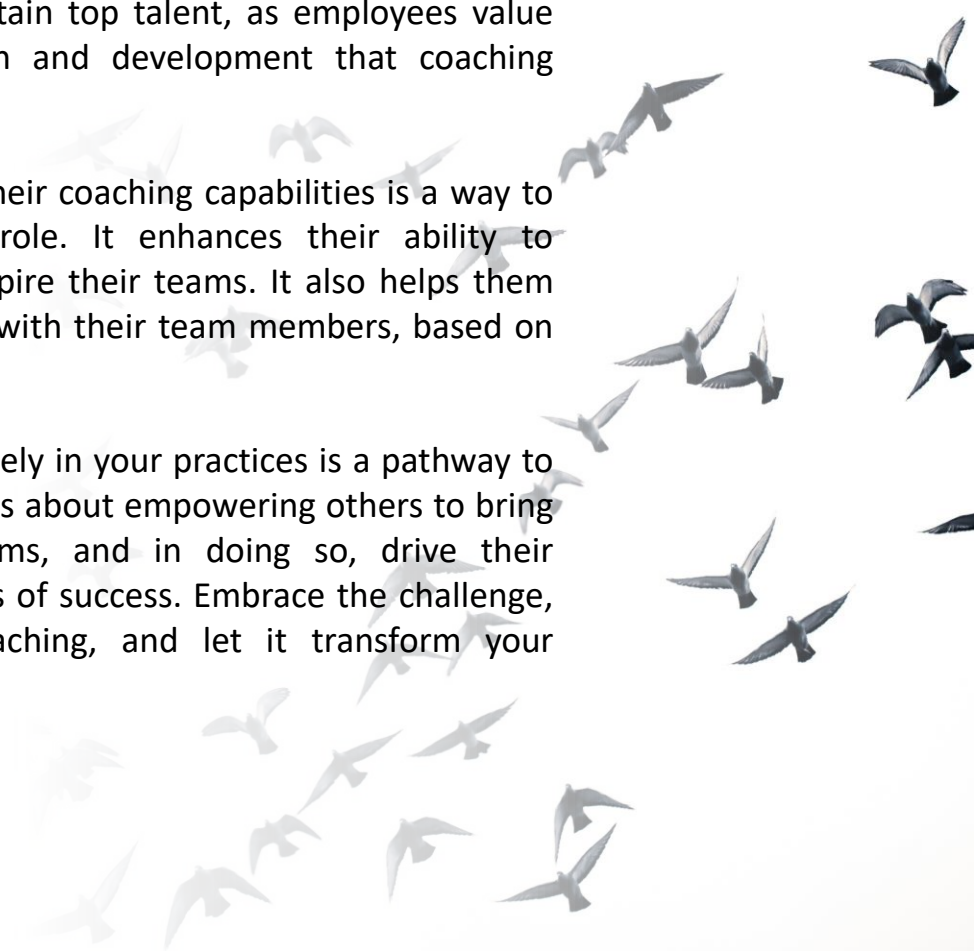 tain top talent, as employees value
and development that coaching
heir coaching capabilities is a way to
role. It enhances their ability to
pire their teams. It also helps them
with their team members, based on
ely in your practices is a pathway to
s about empowering others to bring
ms, and in doing so, drive their
s of success. Embrace the challenge,
aching, and let it transform your